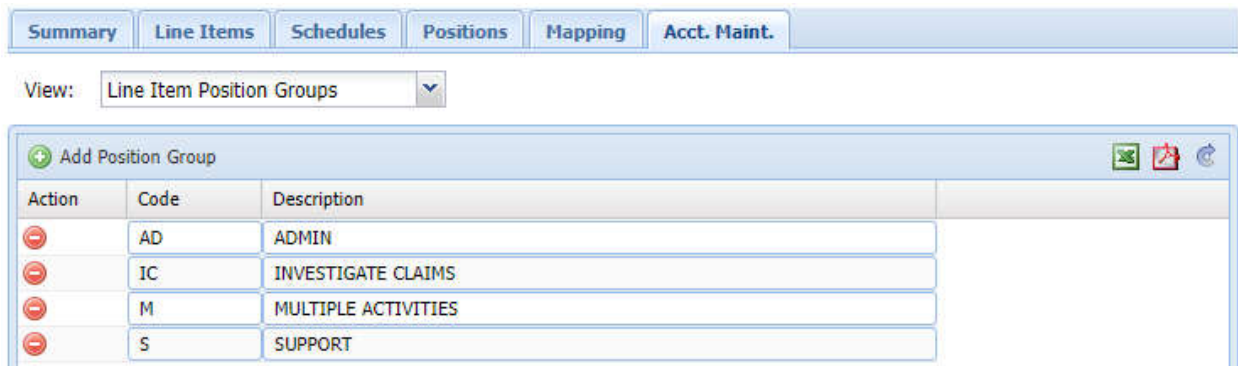 Summary Line Items Schedules Positions Mapping Acct. Maint.
View: Line Item Position Groups
Add Position Group
Action Code Description
AD ADMIN
IC INVESTIGATE CLAIMS
M MULTIPLE ACTIVITIES
S SUPPORT